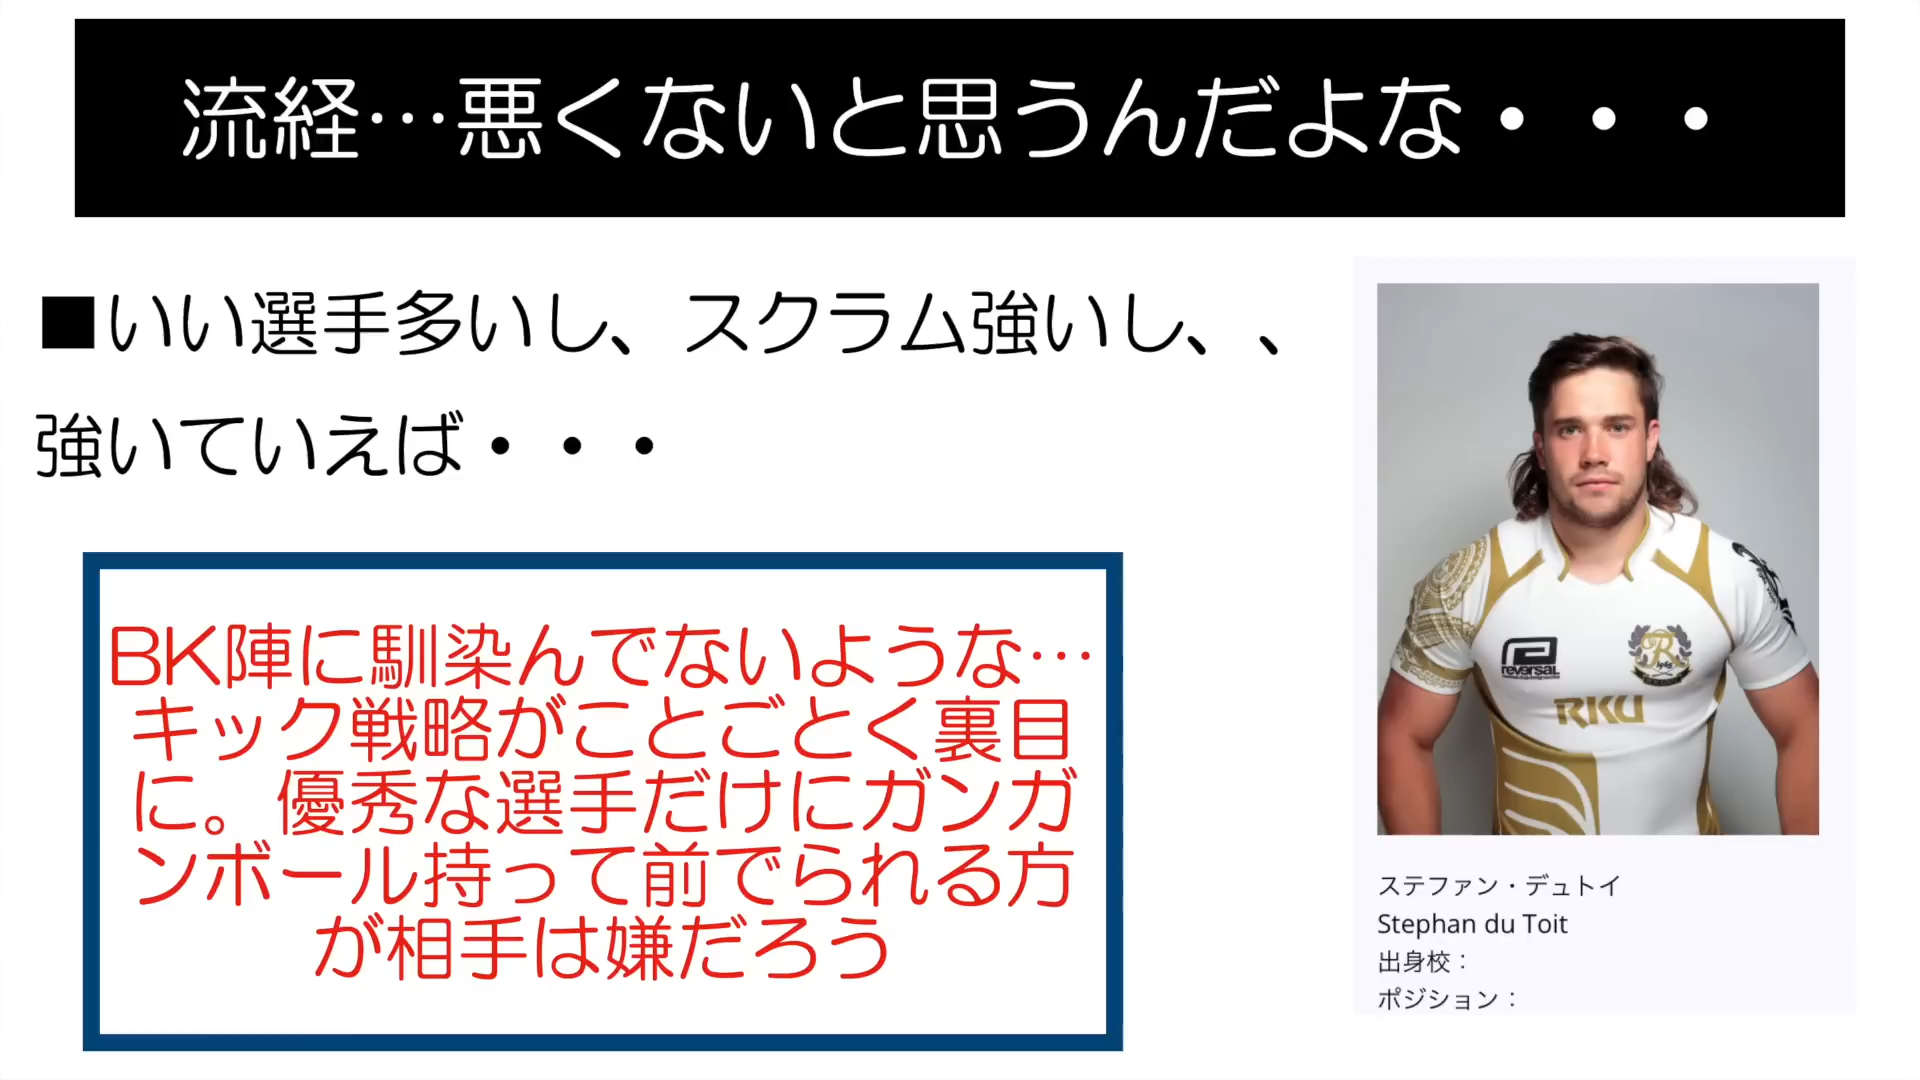 流経…悪くないと思うんだよな・・・
■いい選手多いし、スクラム強いし、、
強いていえば・・・
BK陣に馴染んでないような…
キック戦略がことごとく裏目
に。優秀な選手だけにガンガ
ンボール持って前でられる方
が相手は嫌だろう
reversal
R
1965
RKU
ステファン・デュトイ
Stephan du Toit
出身校：
ポジション：